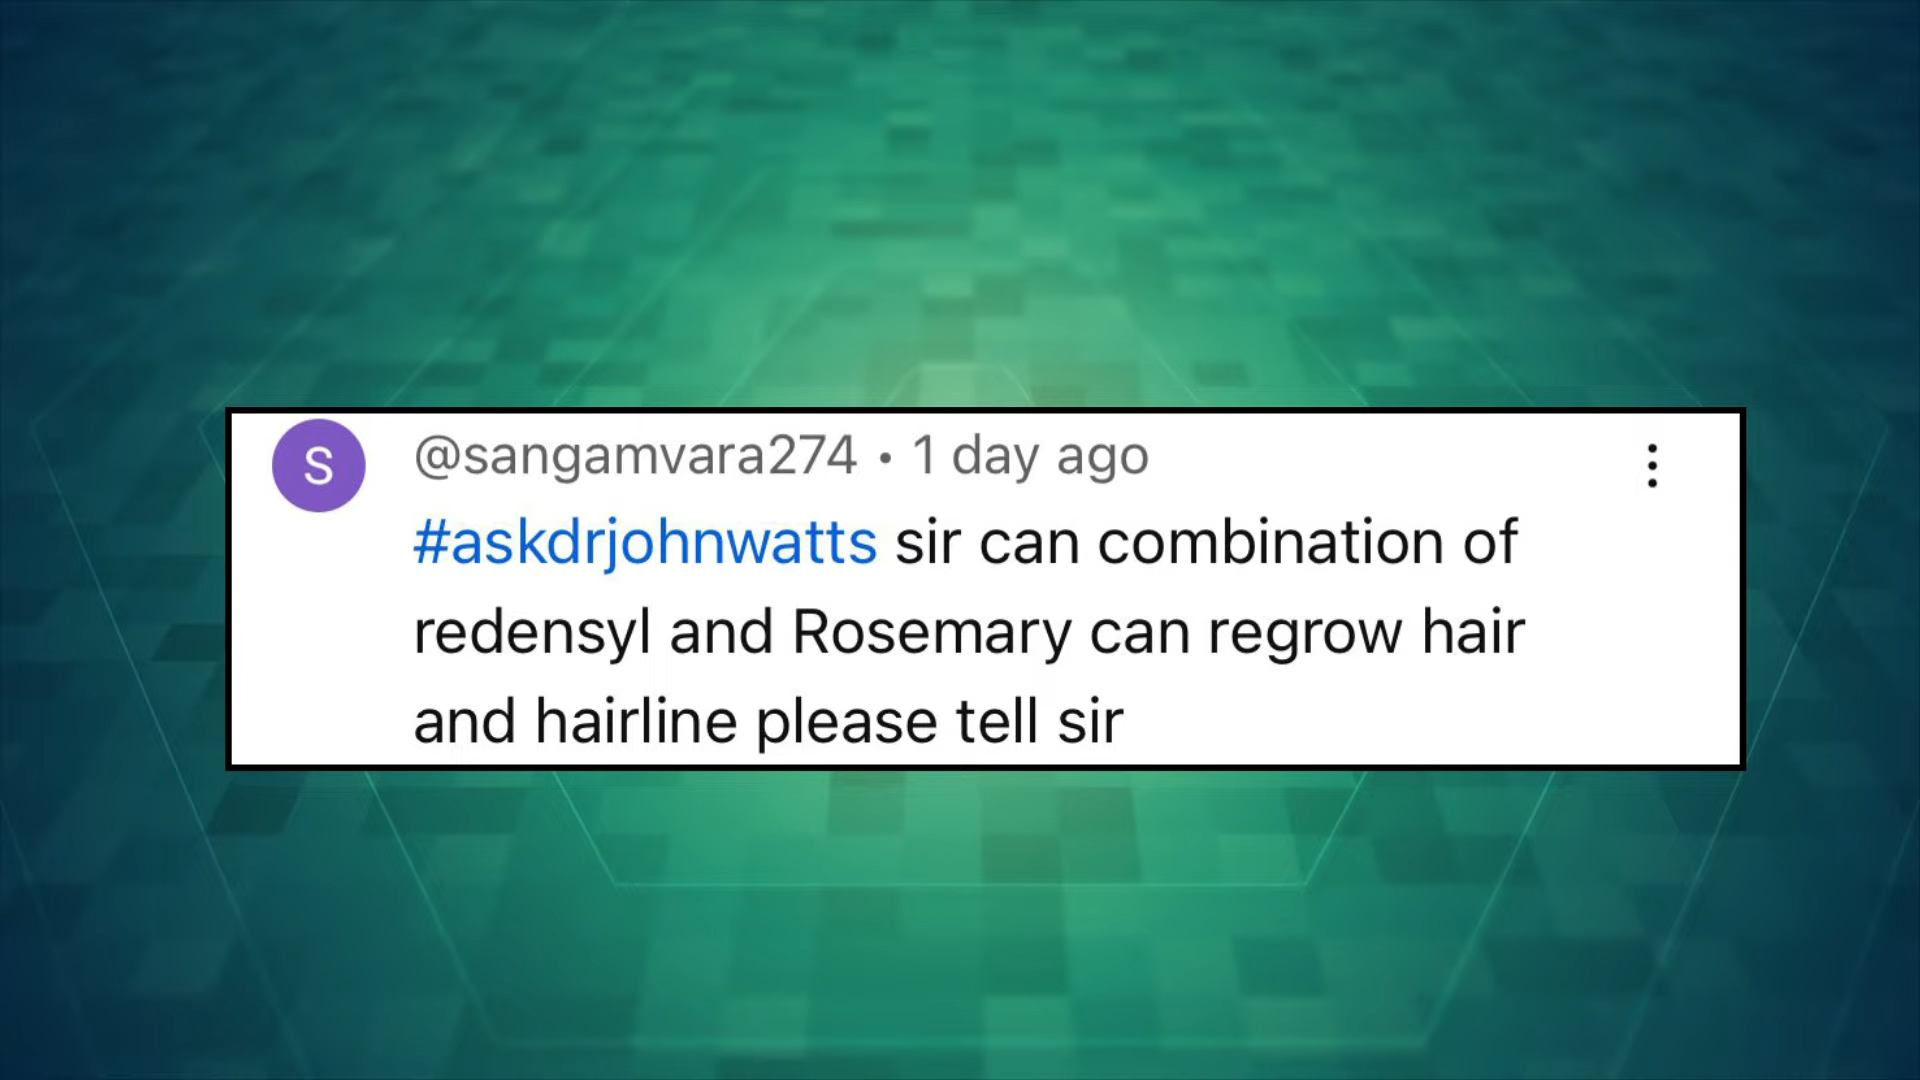 S
@sangamvara274 • 1 day ago
#askdrjohnwatts sir can combination of
redensyl and Rosemary can regrow hair
and hairline please tell sir